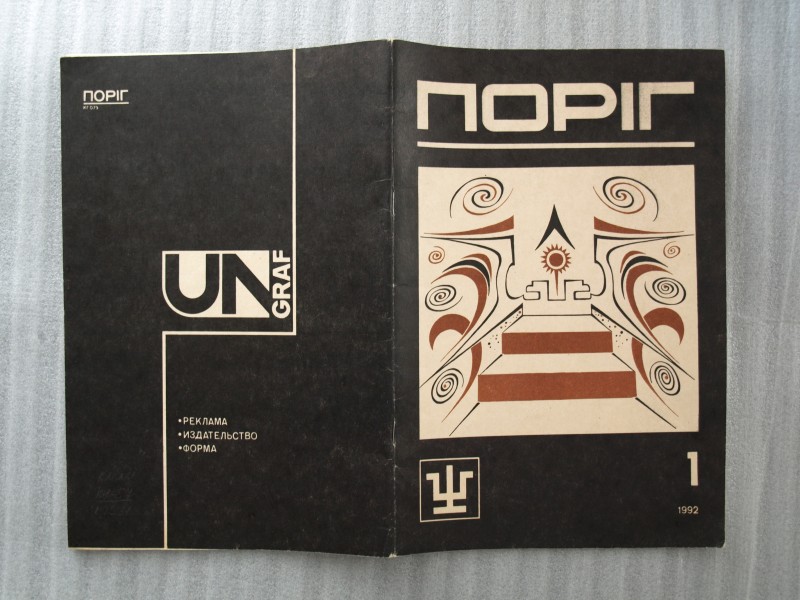 ПОРІГ
UN
GRAF
•РЕКЛАМА
•ИЗДАТЕЛЬСТВО
•ФОРМА
ПОРІГ
1
1992